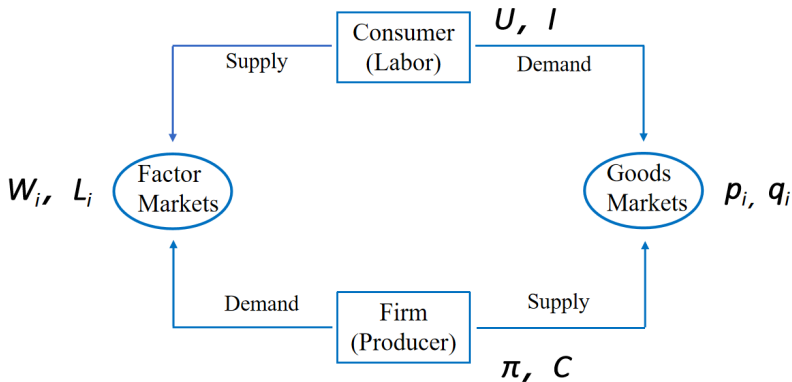 U, I
Consumer
(Labor)
Supply
Demand
Factor
Markets
Goods
Markets
Wᵢ, Lᵢ
pᵢ, qᵢ
Demand
Firm
(Producer)
Supply
π, C